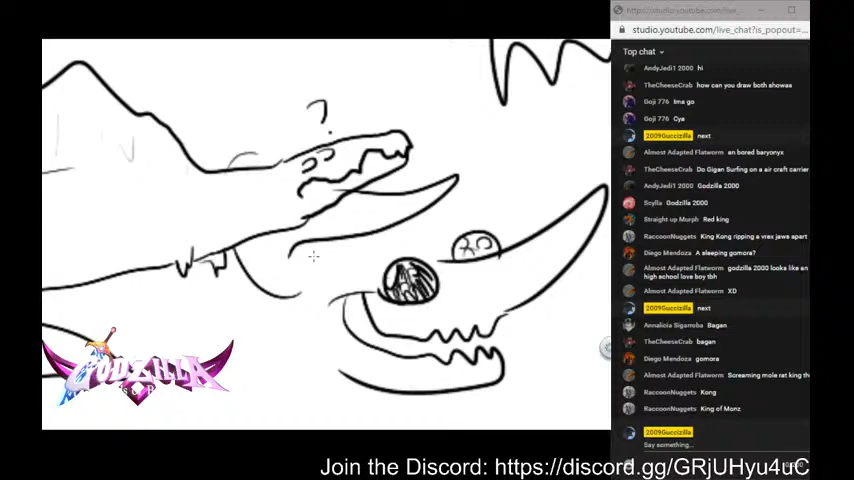 https://studio.youtube.com/live_
studio.youtube.com/live_chat?is_popout=...
Top chat
AndyJedi1 2000 hi
TheCheeseCrab how can you draw both showas
Goji 776 Ima go
Goji 776 Cya
2009Guccizilla next
Almost Adapted Flatworm an bored baryonyx
TheCheeseCrab Do Gigan Surfing on a air craft carrier
AndyJedi1 2000 Godzilla 2000
Scylla Godzilla 2000
Straight up Murph Red king
RaccoonNuggets King Kong ripping a vrex jaws apart
Diego Mendoza A sleeping gomora?
Almost Adapted Flatworm godzilla 2000 looks like an
high school love boy tbh
Almost Adapted Flatworm XD
2009Guccizilla next
Annalicia Sigarroba Bagan
TheCheeseCrab bagan
Diego Mendoza gomora
Almost Adapted Flatworm Screaming mole rat king th
RaccoonNuggets Kong
RaccoonNuggets King of Monz
2009Guccizilla
Say something...
?
GODZILLA
Join the Discord: https://discord.gg/GRjUHyu4uC